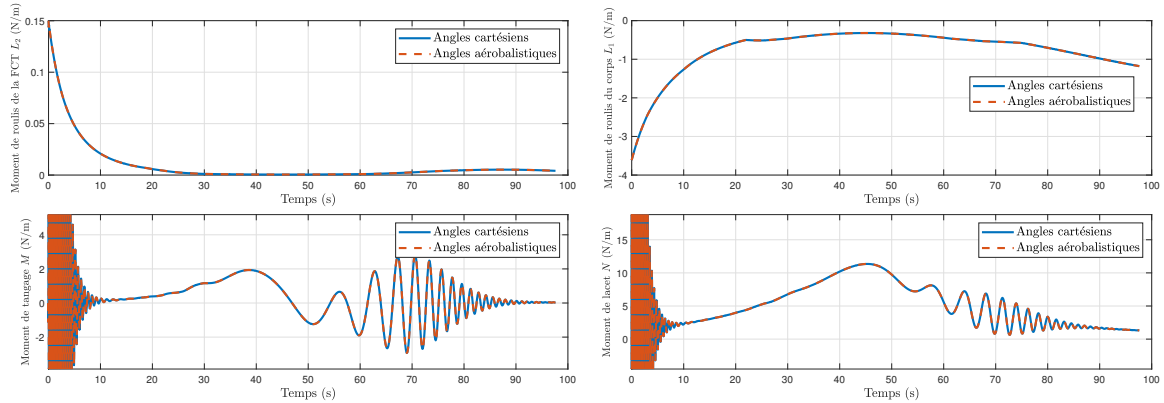 Moment de roulis de la FCT L₂ (N/m)
0.15
0.1
0.05
0
Angles cartésiens
Angles aérobalistiques
0 10 20 30 40 50 60 70 80 90 100
Temps (s)
Moment de roulis du corps L₁ (N/m)
0
-1
-2
-3
-4
Angles cartésiens
Angles aérobalistiques
0 10 20 30 40 50 60 70 80 90 100
Temps (s)
Moment de tangage M (N/m)
4
2
0
-2
Angles cartésiens
Angles aérobalistiques
0 10 20 30 40 50 60 70 80 90 100
Temps (s)
Moment de lacet N (N/m)
15
10
5
0
Angles cartésiens
Angles aérobalistiques
0 10 20 30 40 50 60 70 80 90 100
Temps (s)